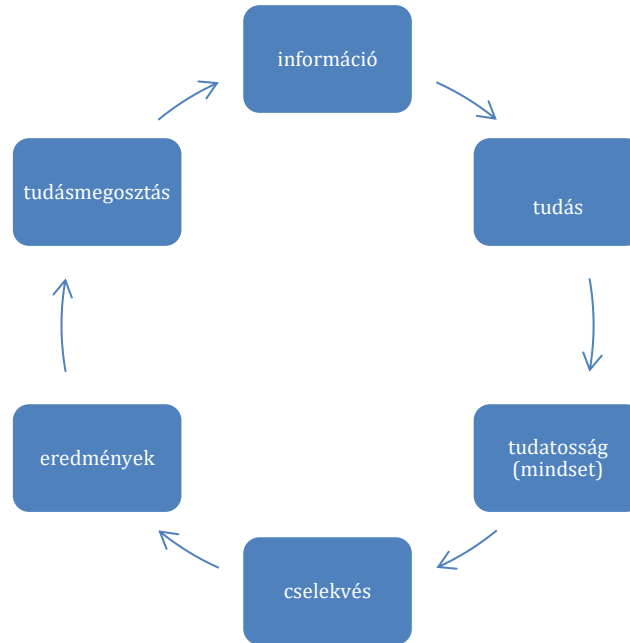 információ
tudás
tudatosság
(mindset)
cselekvés
eredmények
tudásmegosztás